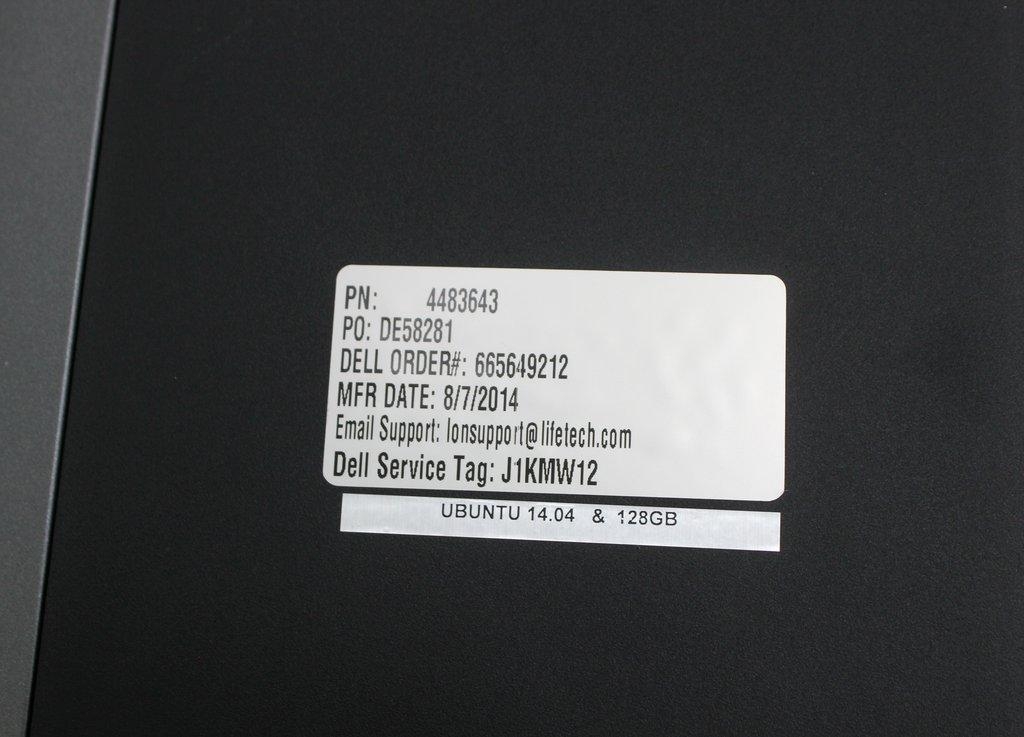 PN: 4483643
PO: DE58281
DELL ORDER#: 665649212
MFR DATE: 8/7/2014
Email Support: Ionsupport@lifetech.com
Dell Service Tag: J1KMW12
UBUNTU 14.04 & 128GB